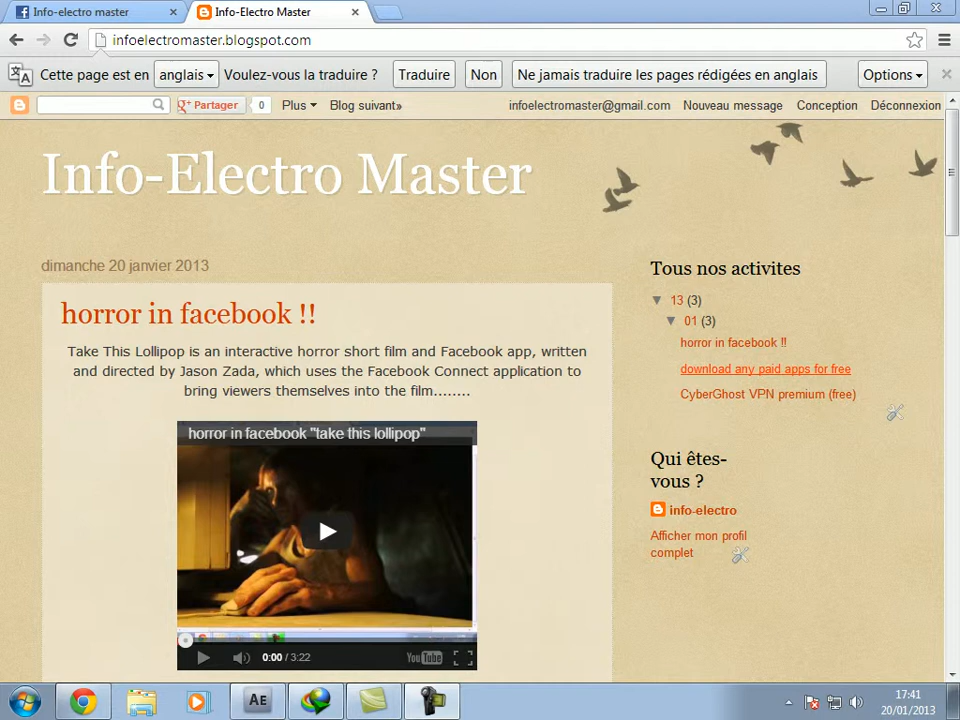 Info-electro master
Info-Electro Master
infoelectromaster.blogspot.com
Cette page est en anglais Voulez-vous la traduire ? Traduire Non Ne jamais traduire les pages rédigées en anglais Options
Partager 0 Plus Blog suivant» infoelectromaster@gmail.com Nouveau message Conception Déconnexion
Info-Electro Master
dimanche 20 janvier 2013
horror in facebook !!
Take This Lollipop is an interactive horror short film and Facebook app, written
and directed by Jason Zada, which uses the Facebook Connect application to
bring viewers themselves into the film........
horror in facebook "take this lollipop"
0:00 / 3:22 YouTube
Tous nos activites
▼ 13 (3)
▼ 01 (3)
horror in facebook !!
download any paid apps for free
CyberGhost VPN premium (free)
Qui êtes-
vous ?
info-electro
Afficher mon profil
complet
AE
17:41
20/01/2013